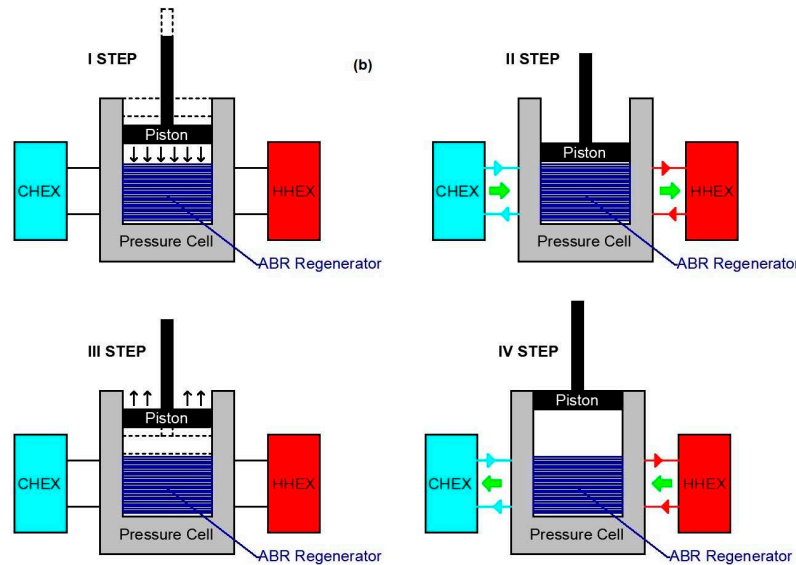 I STEP
(b)
II STEP
Piston
Piston
CHEX
HHEX
CHEX
HHEX
Pressure Cell
Pressure Cell
ABR Regenerator
ABR Regenerator
III STEP
IV STEP
Piston
Piston
CHEX
HHEX
CHEX
HHEX
Pressure Cell
Pressure Cell
ABR Regenerator
ABR Regenerator